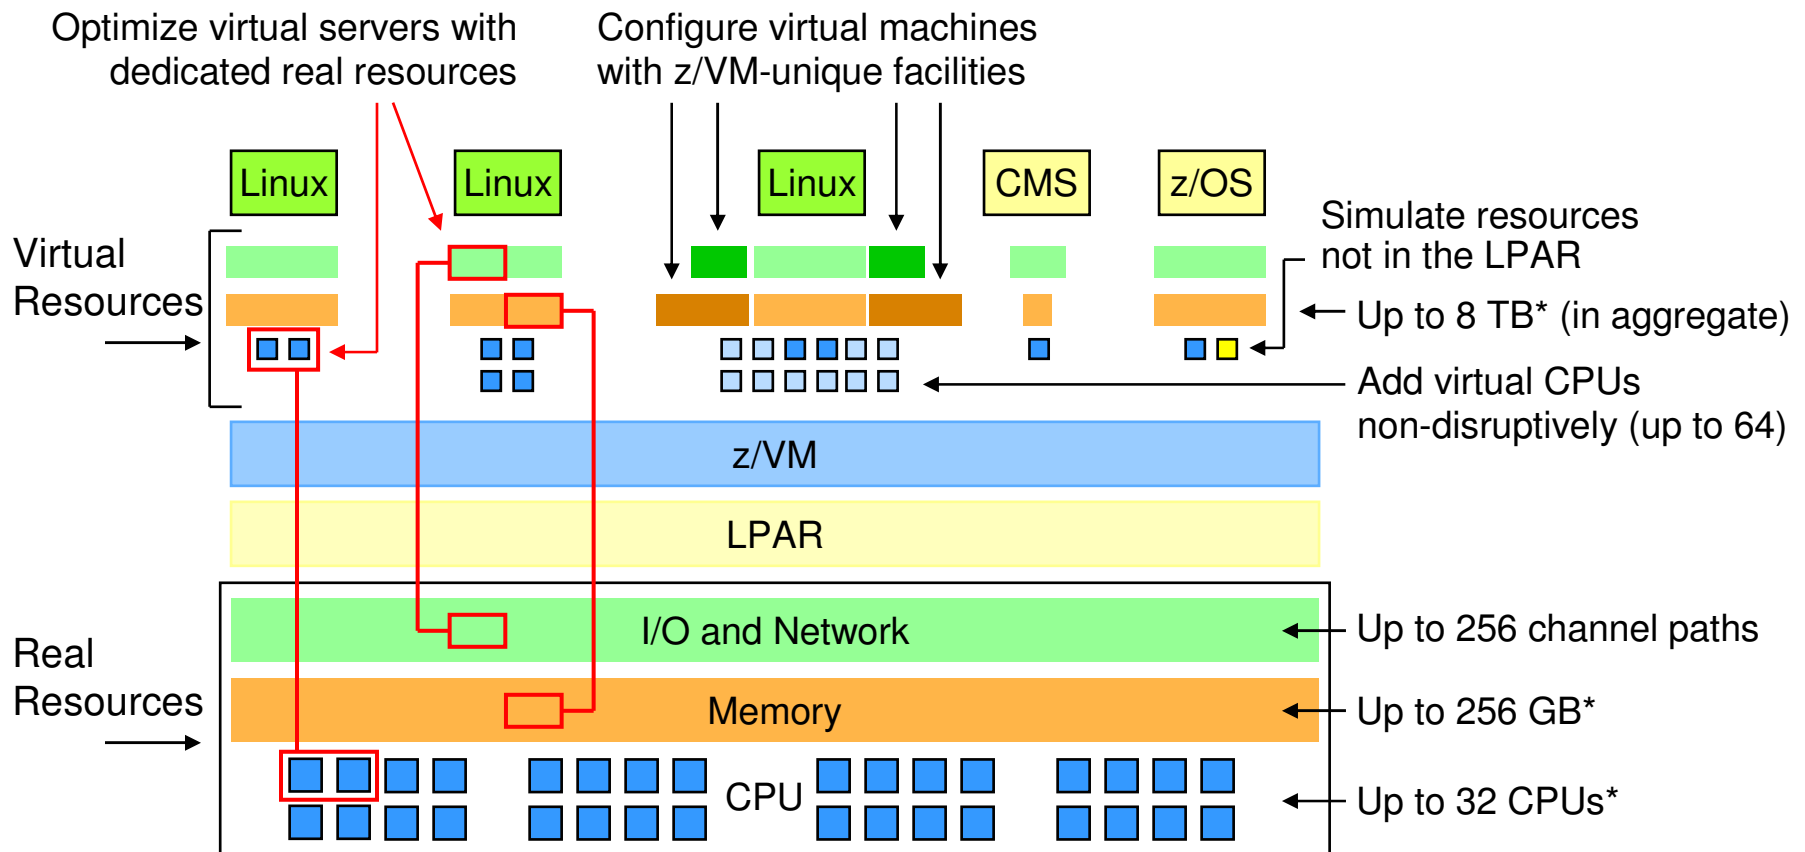 Optimize virtual servers with
dedicated real resources
Configure virtual machines
with z/VM-unique facilities
Linux
Linux
Linux
CMS
z/OS
Simulate resources
not in the LPAR
Virtual
Resources
Up to 8 TB* (in aggregate)
Add virtual CPUs
non-disruptively (up to 64)
z/VM
LPAR
I/O and Network
Up to 256 channel paths
Real
Resources
Memory
Up to 256 GB*
CPU
Up to 32 CPUs*